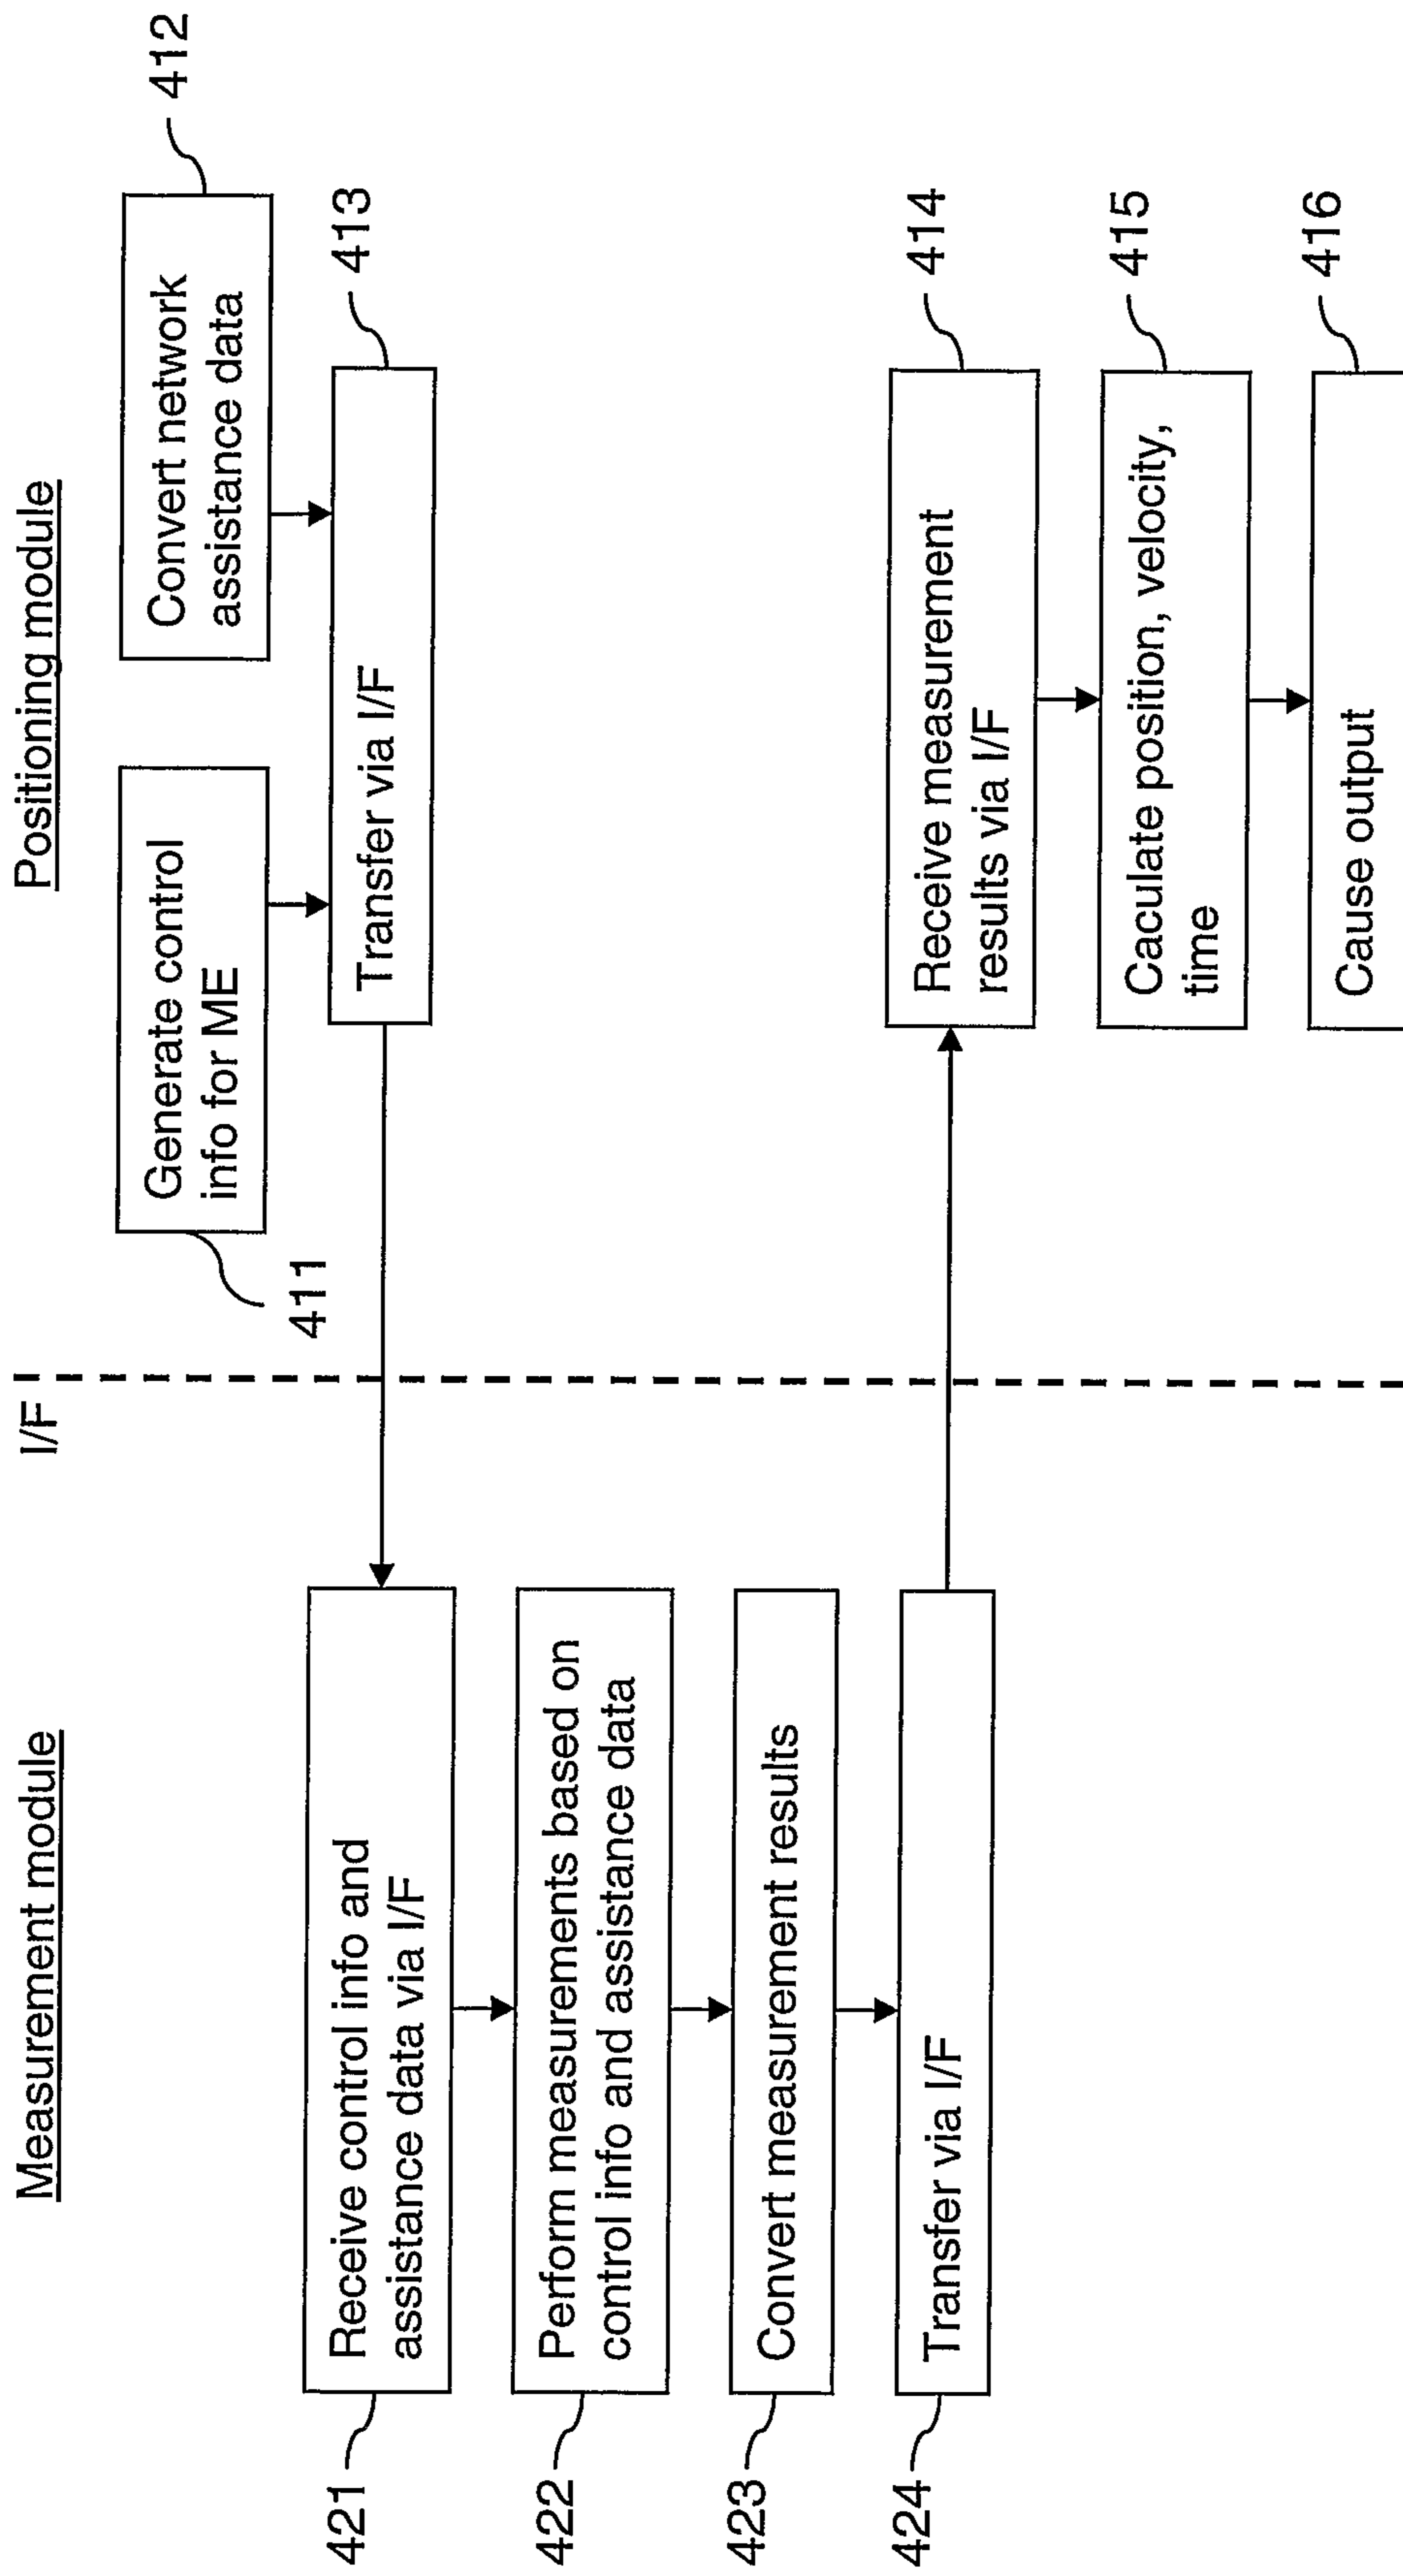 Measurement module
I/F
Positioning module
Generate control
info for ME
411
Convert network
assistance data
412
Transfer via I/F
413
421
Receive control info and
assistance data via I/F
422
Perform measurements based on
control info and assistance data
423
Convert measurement results
424
Transfer via I/F
Receive measurement
results via I/F
414
Caculate position, velocity,
time
415
Cause output
416